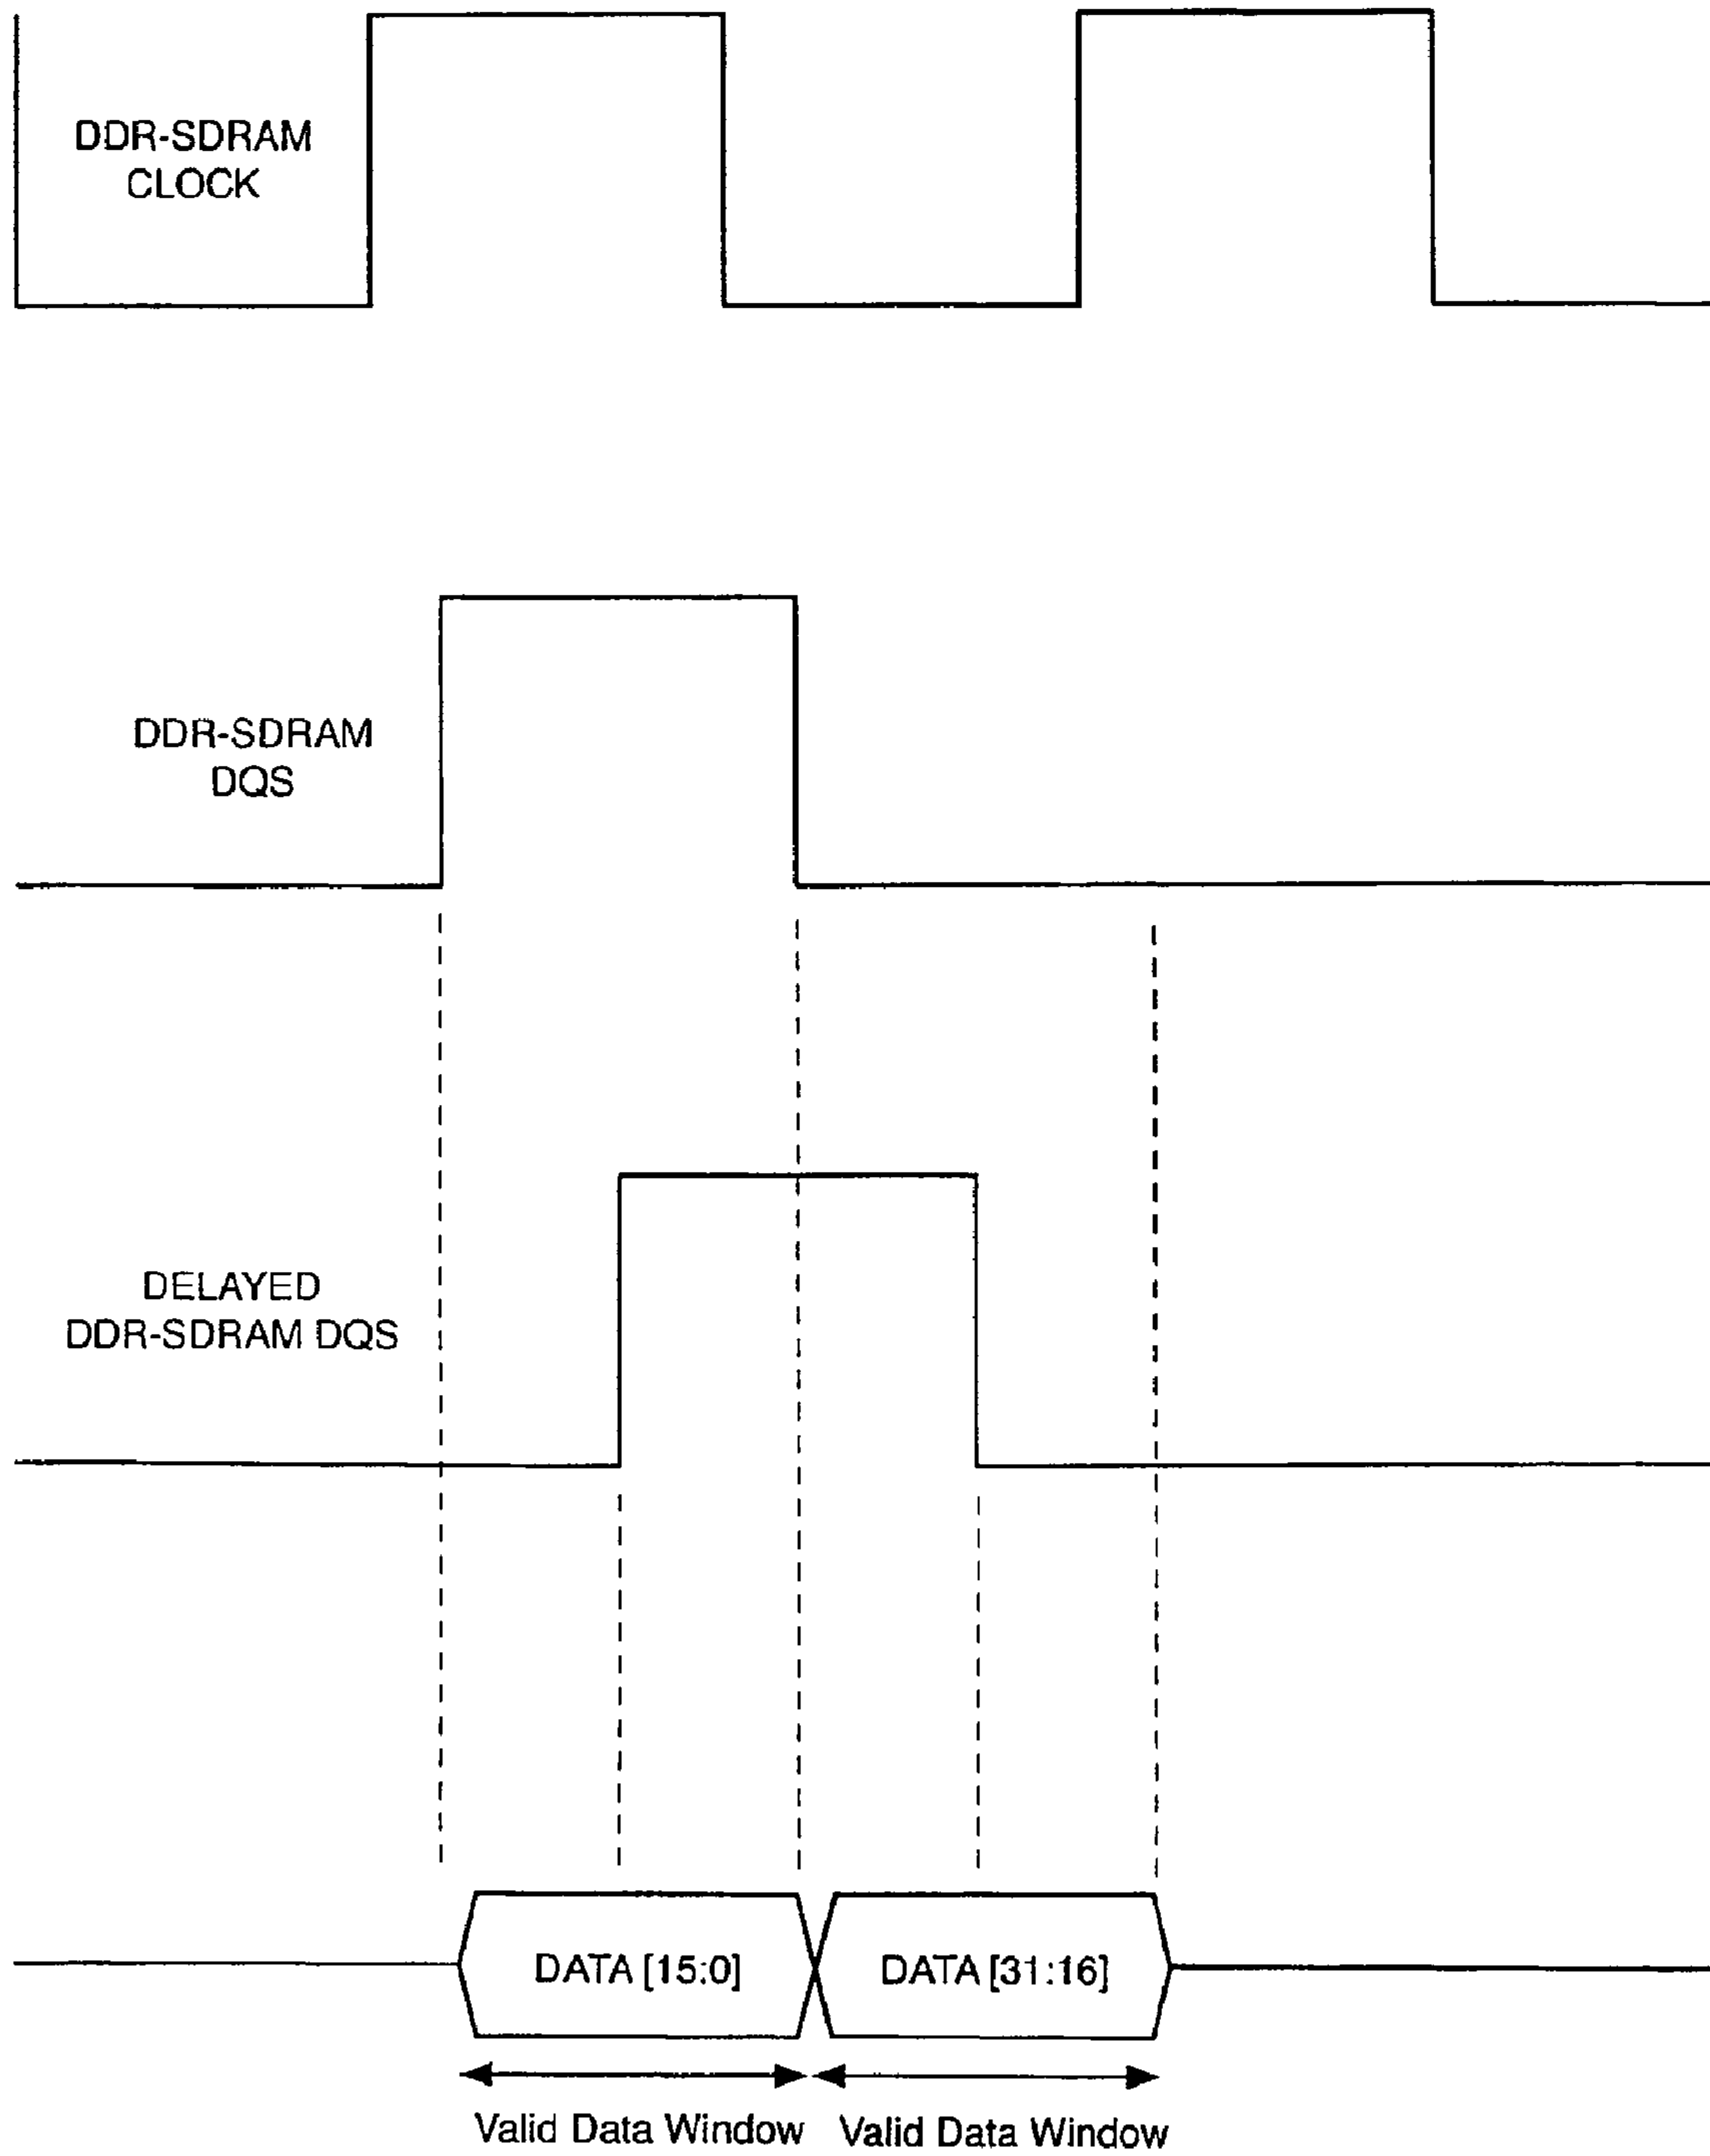 DDR-SDRAM
CLOCK
DDR-SDRAM
DQS
DELAYED
DDR-SDRAM DQS
DATA [15:0]
DATA [31:16]
Valid Data Window
Valid Data Window